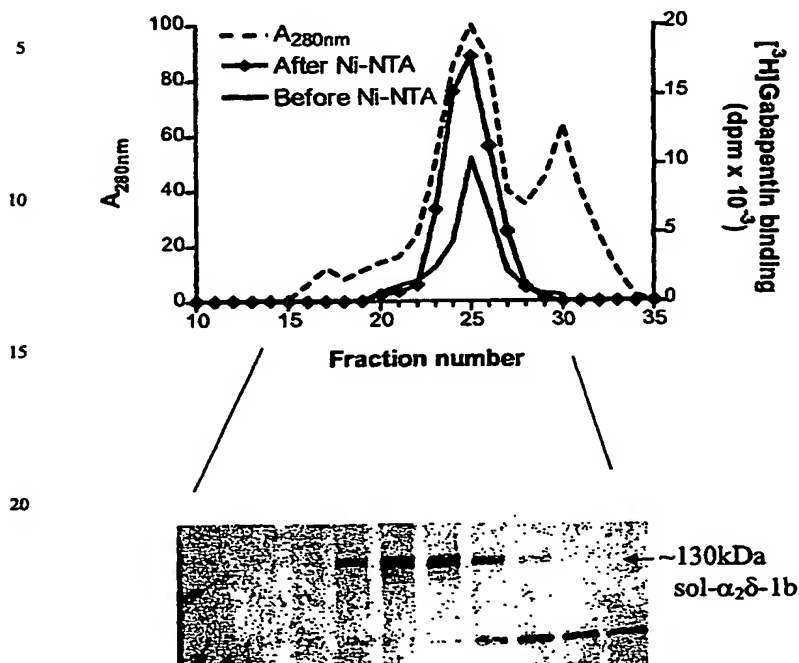 5
10
15
20
A280nm
After Ni-NTA
Before Ni-NTA
100
80
60
40
20
0
A280nm
20
15
10
5
0
[³H]Gabapentin binding
(dpm x 10⁻³)
10 15 20 25 30 35
Fraction number
~130kDa
sol-α₂δ-1b